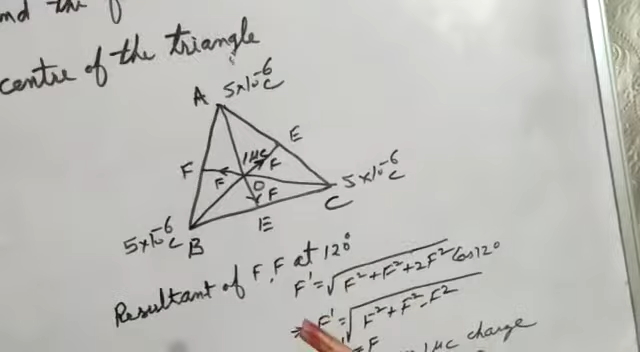 nd the
centre of the triangle
A 5×10⁻⁶ C
E
F
1μC
F
F
O
F
5×10⁻⁶ C
C
5×10⁻⁶ C
B
E
Resultant of F, F at 120°
F' = √F²+F²+2F² Cos120
= F' = √F²+F²-F²
= F
1μC charge